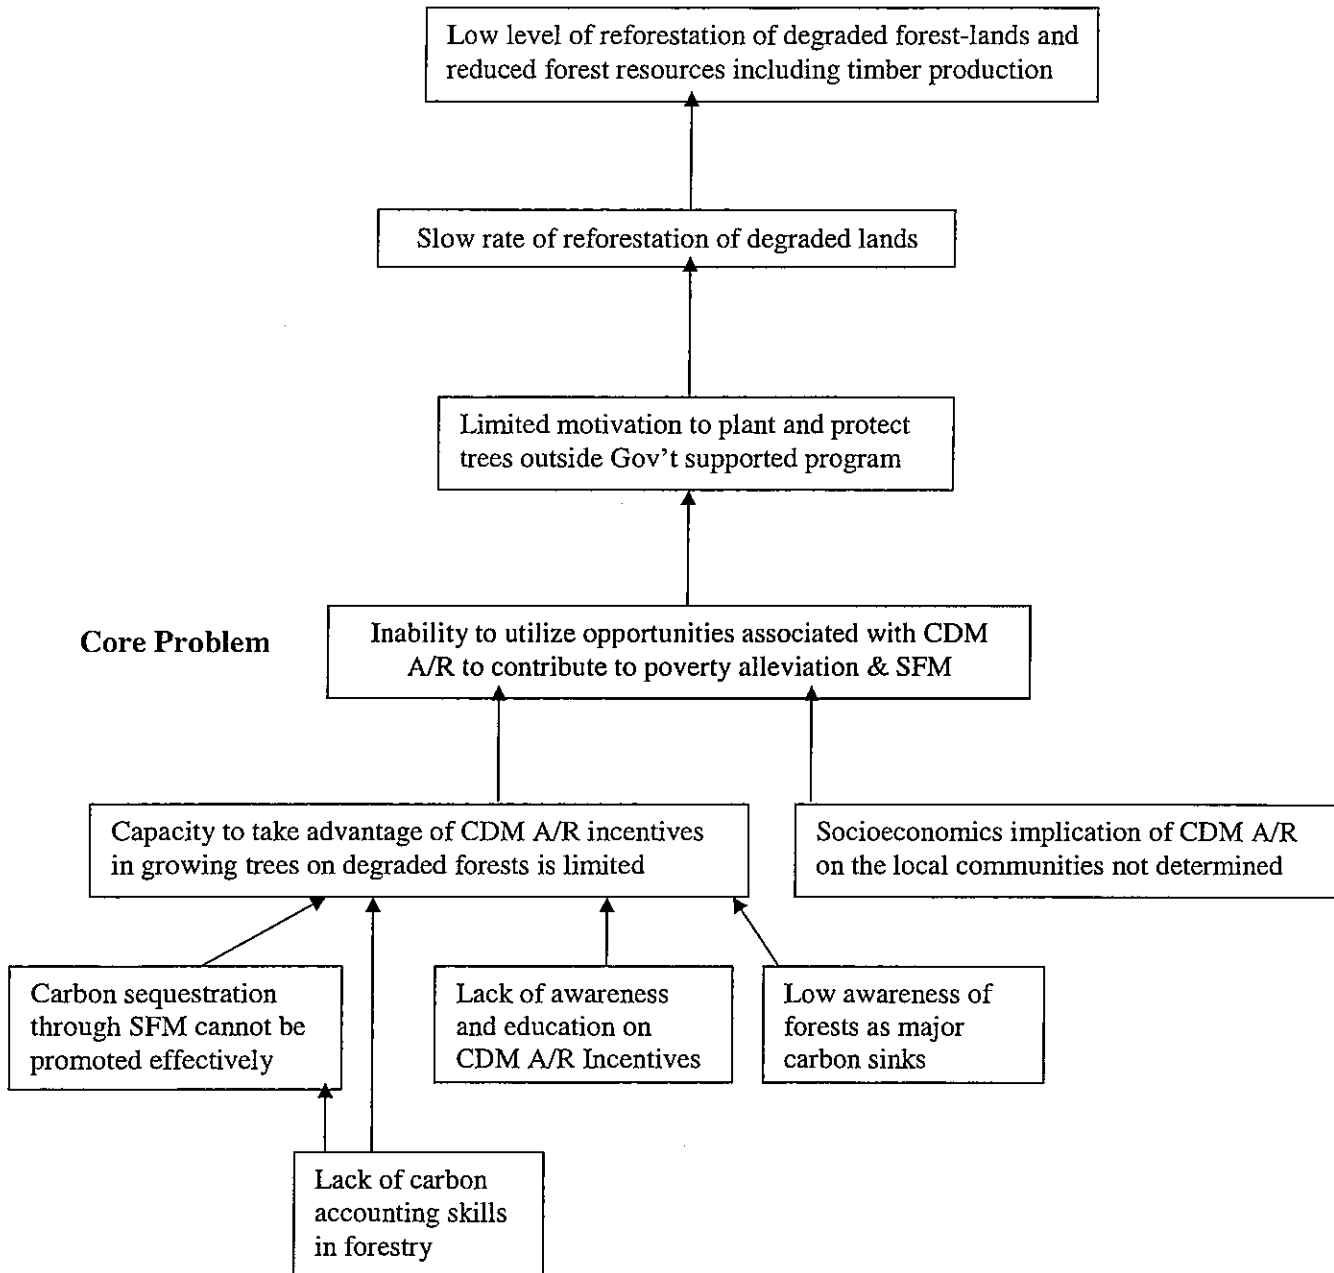 Low level of reforestation of degraded forest-lands and
reduced forest resources including timber production
Slow rate of reforestation of degraded lands
Limited motivation to plant and protect
trees outside Gov't supported program
Core Problem
Inability to utilize opportunities associated with CDM
A/R to contribute to poverty alleviation & SFM
Capacity to take advantage of CDM A/R incentives
in growing trees on degraded forests is limited
Socioeconomics implication of CDM A/R
on the local communities not determined
Carbon sequestration
through SFM cannot be
promoted effectively
Lack of awareness
and education on
CDM A/R Incentives
Low awareness of
forests as major
carbon sinks
Lack of carbon
accounting skills
in forestry